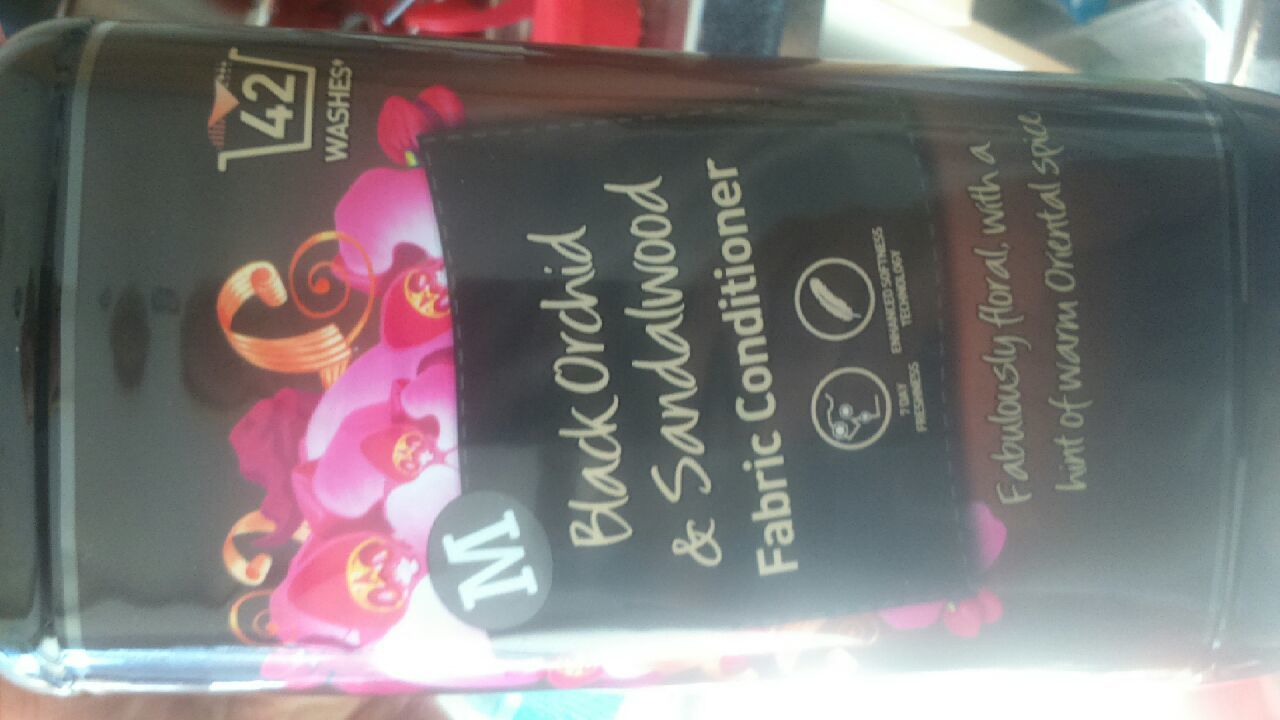 42
WASHES*
M
Black Orchid
& Sandalwood
Fabric Conditioner
7 DAY
FRESHNESS
ENHANCED SOFTNESS
TECHNOLOGY
Fabulously floral, with a
hint of warm Oriental spice